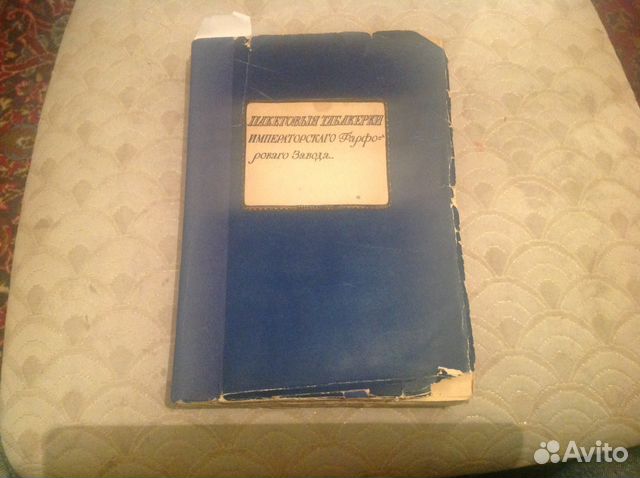 ПАКЕТОВЫЯ ТАБАКЕРКИ
ИМПЕРАТОРСКАГО Фарфо-
роваго Завода..
Avito